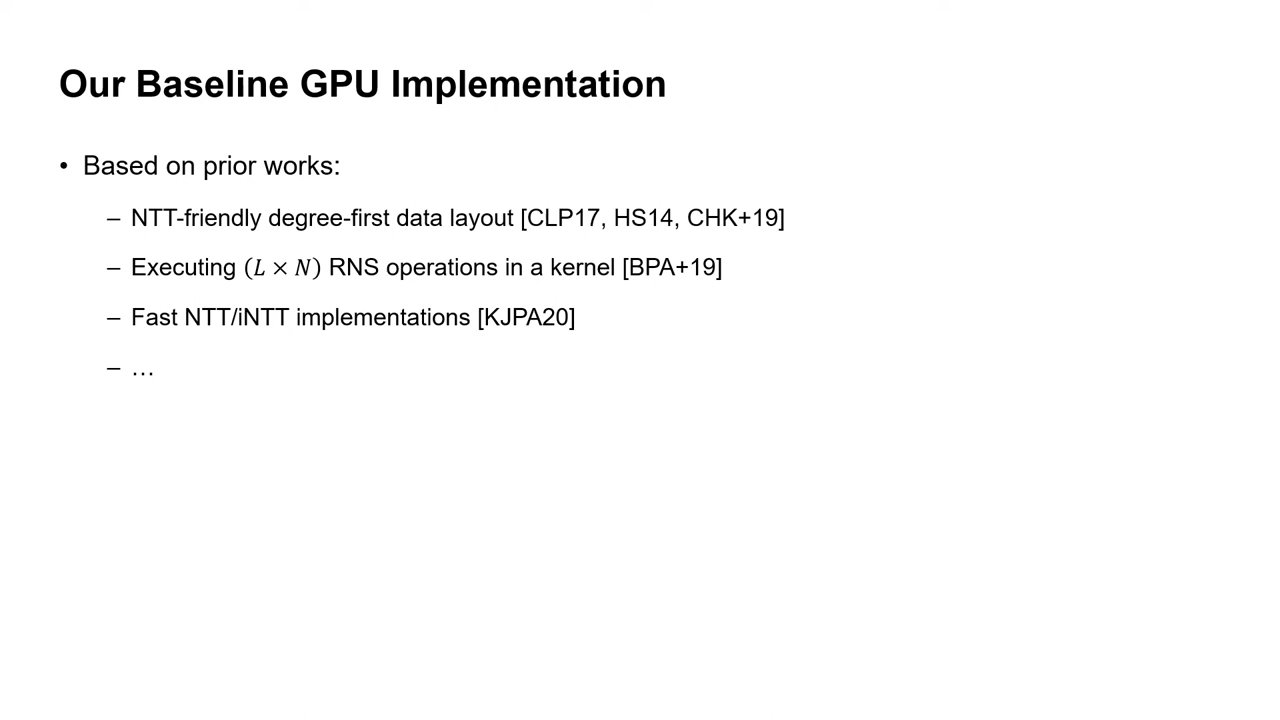 Our Baseline GPU Implementation
• Based on prior works:
– NTT-friendly degree-first data layout [CLP17, HS14, CHK+19]
– Executing (𝐿 × 𝑁) RNS operations in a kernel [BPA+19]
– Fast NTT/iNTT implementations [KJPA20]
– …